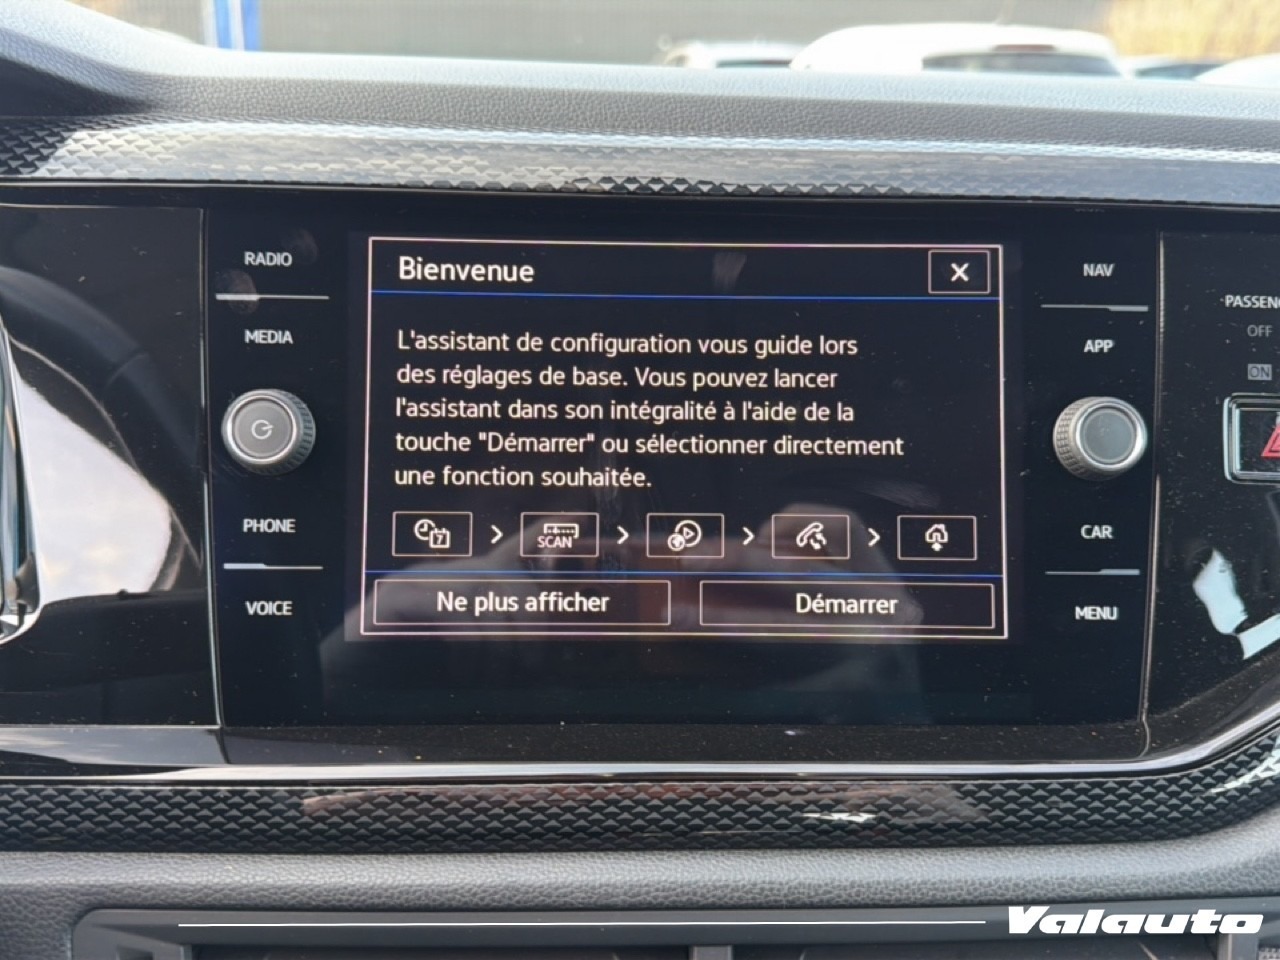 RADIO
MEDIA
PHONE
VOICE
Bienvenue
L'assistant de configuration vous guide lors
des réglages de base. Vous pouvez lancer
l'assistant dans son intégralité à l'aide de la
touche "Démarrer" ou sélectionner directement
une fonction souhaitée.
7
SCAN
Ne plus afficher
Démarrer
NAV
APP
CAR
MENU
OFF
ON
Valauto